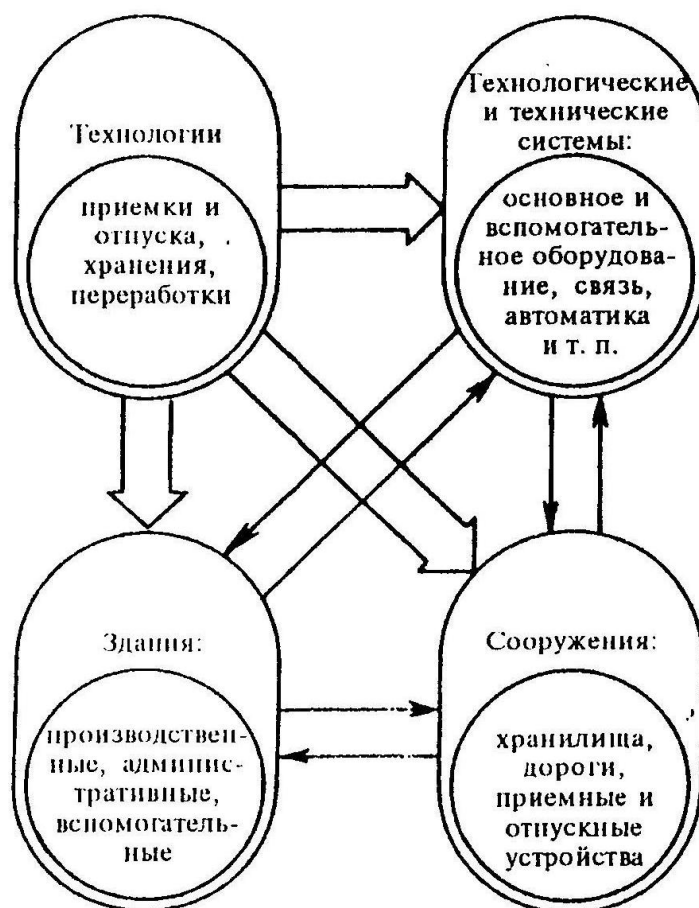 Технологии
приемки и
отпуска,
хранения,
переработки
Технологические
и технические
системы:
основное и
вспомогатель-
ное оборудова-
ние, связь,
автоматика
и т. п.
Здания:
производствен-
ные, админис-
тративные,
вспомогатель-
ные
Сооружения:
хранилища,
дороги,
приемные и
отпускные
устройства